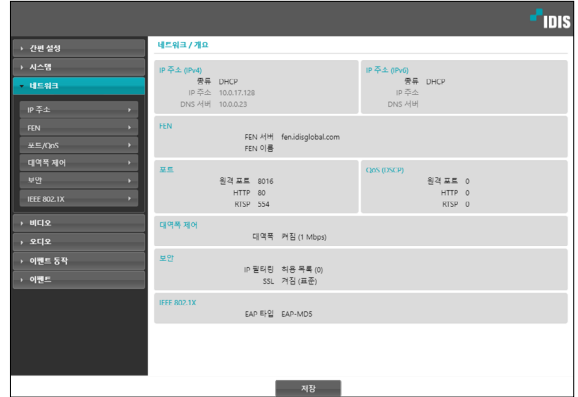 IDIS
간편 설정
시스템
네트워크
IP 주소
FEN
포트/QoS
대역폭 제어
보안
IEEE 802.1X
비디오
오디오
이벤트 동작
이벤트
네트워크 / 개요
IP 주소 (IPv4)
종류 DHCP
IP 주소 10.0.17.128
DNS 서버 10.0.0.23
IP 주소 (IPv6)
종류 DHCP
IP 주소
DNS 서버
FEN
FEN 서버 fen.idisglobal.com
FEN 이름
포트
원격 포트 8016
HTTP 80
RTSP 554
QoS (DSCP)
원격 포트 0
HTTP 0
RTSP 0
대역폭 제어
대역폭 켜짐 (1 Mbps)
보안
IP 필터링 허용 목록 (0)
SSL 켜짐 (표준)
IEEE 802.1X
EAP 타입 EAP-MD5
저장